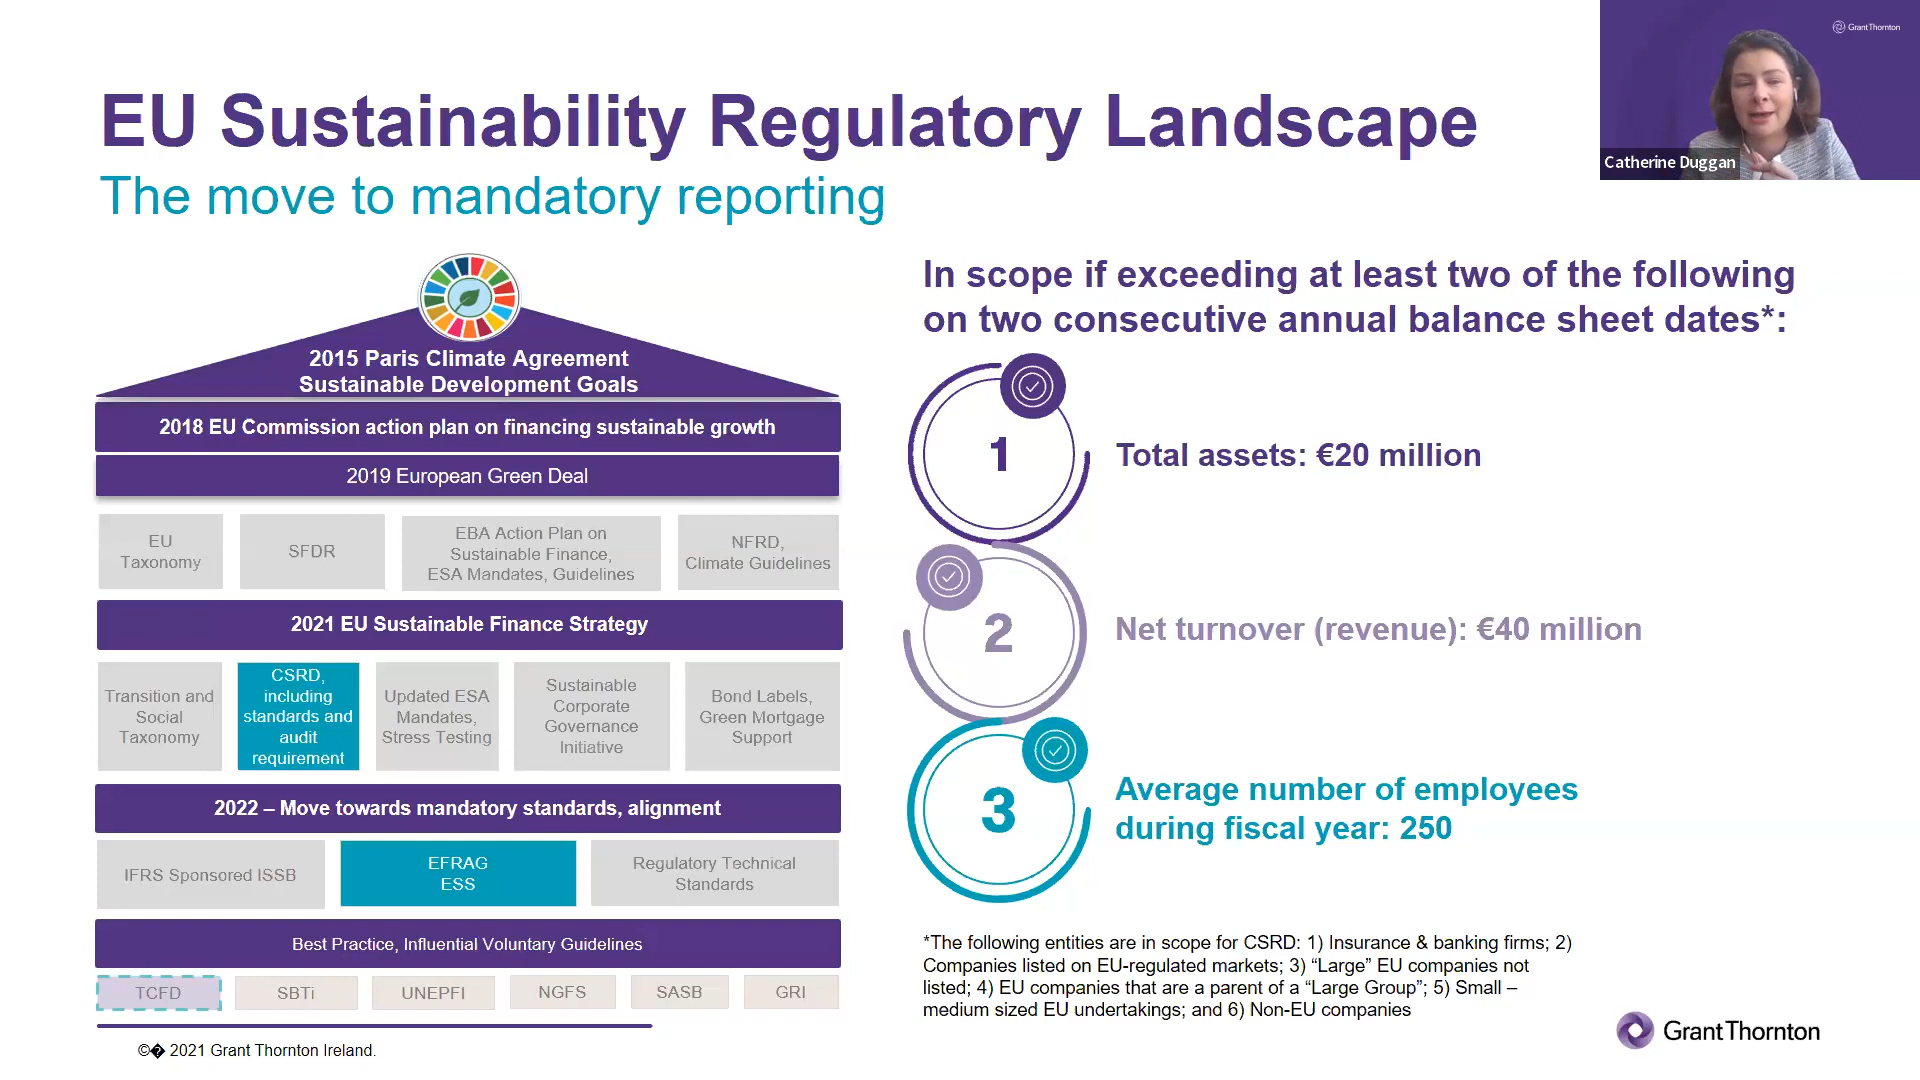 GrantThornton
Catherine Duggan
EU Sustainability Regulatory Landscape
The move to mandatory reporting
2015 Paris Climate Agreement
Sustainable Development Goals
2018 EU Commission action plan on financing sustainable growth
2019 European Green Deal
EU
Taxonomy
SFDR
EBA Action Plan on
Sustainable Finance,
ESA Mandates, Guidelines
NFRD,
Climate Guidelines
2021 EU Sustainable Finance Strategy
Transition and
Social
Taxonomy
CSRD,
including
standards and
audit
requirement
Updated ESA
Mandates,
Stress Testing
Sustainable
Corporate
Governance
Initiative
Bond Labels,
Green Mortgage
Support
2022 – Move towards mandatory standards, alignment
IFRS Sponsored ISSB
EFRAG
ESS
Regulatory Technical
Standards
Best Practice, Influential Voluntary Guidelines
TCFD
SBTi
UNEPFI
NGFS
SASB
GRI
©� 2021 Grant Thornton Ireland.
In scope if exceeding at least two of the following
on two consecutive annual balance sheet dates*:
1
Total assets: €20 million
2
Net turnover (revenue): €40 million
3
Average number of employees
during fiscal year: 250
*The following entities are in scope for CSRD: 1) Insurance & banking firms; 2)
Companies listed on EU-regulated markets; 3) “Large” EU companies not
listed; 4) EU companies that are a parent of a “Large Group”; 5) Small –
medium sized EU undertakings; and 6) Non-EU companies
GrantThornton